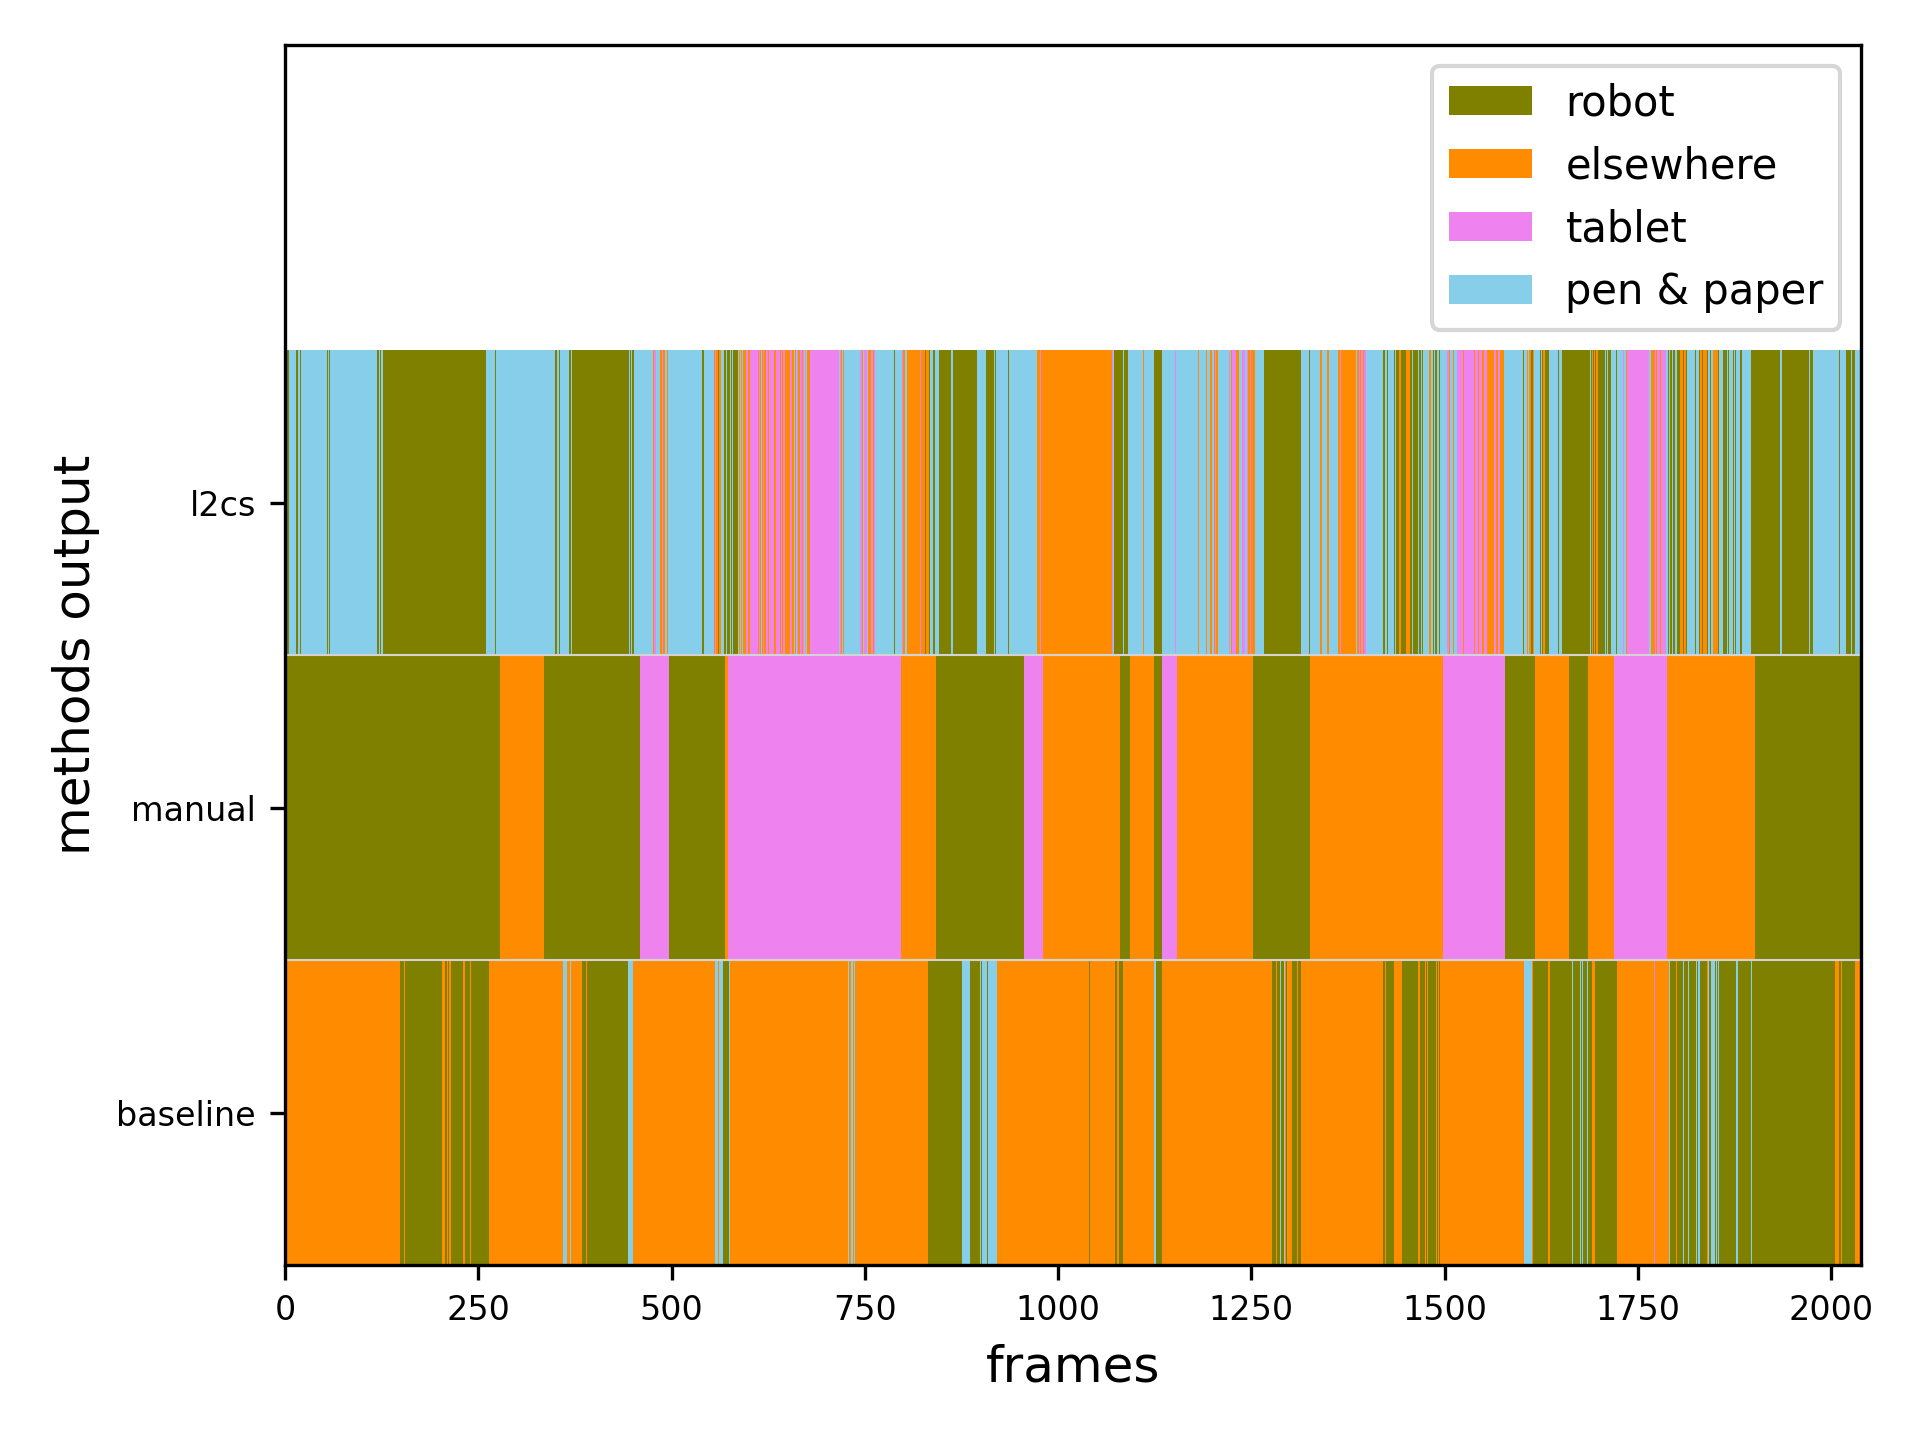 robot
elsewhere
tablet
pen & paper
methods output
l2cs
manual
baseline
0 250 500 750 1000 1250 1500 1750 2000
frames